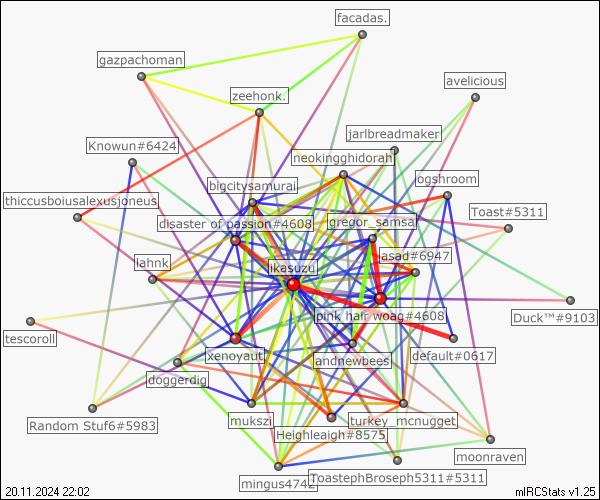 facadas.
gazpachoman
avelicious
zeehonk.
jarlbreadmaker
Knowun#6424
neokingghidorah
ogshroom
bigcitysamurai
thiccusboiusalexusjoneus
Toast#5311
disaster of passion#4608
gregor_samsa
jasad#6947
lahnk
ikasuzu
pink hair woag#4608
Duck™#9103
tescoroll
xenoyauti
andnewbees
default#0617
doggerdig
Random Stuf6#5983
mukszi
turkey_mcnugget
Heighleaigh#8575
moonraven
mingus4742
ToastephBroseph5311#5311
20.11.2024 22:02
mIRCStats v1.25